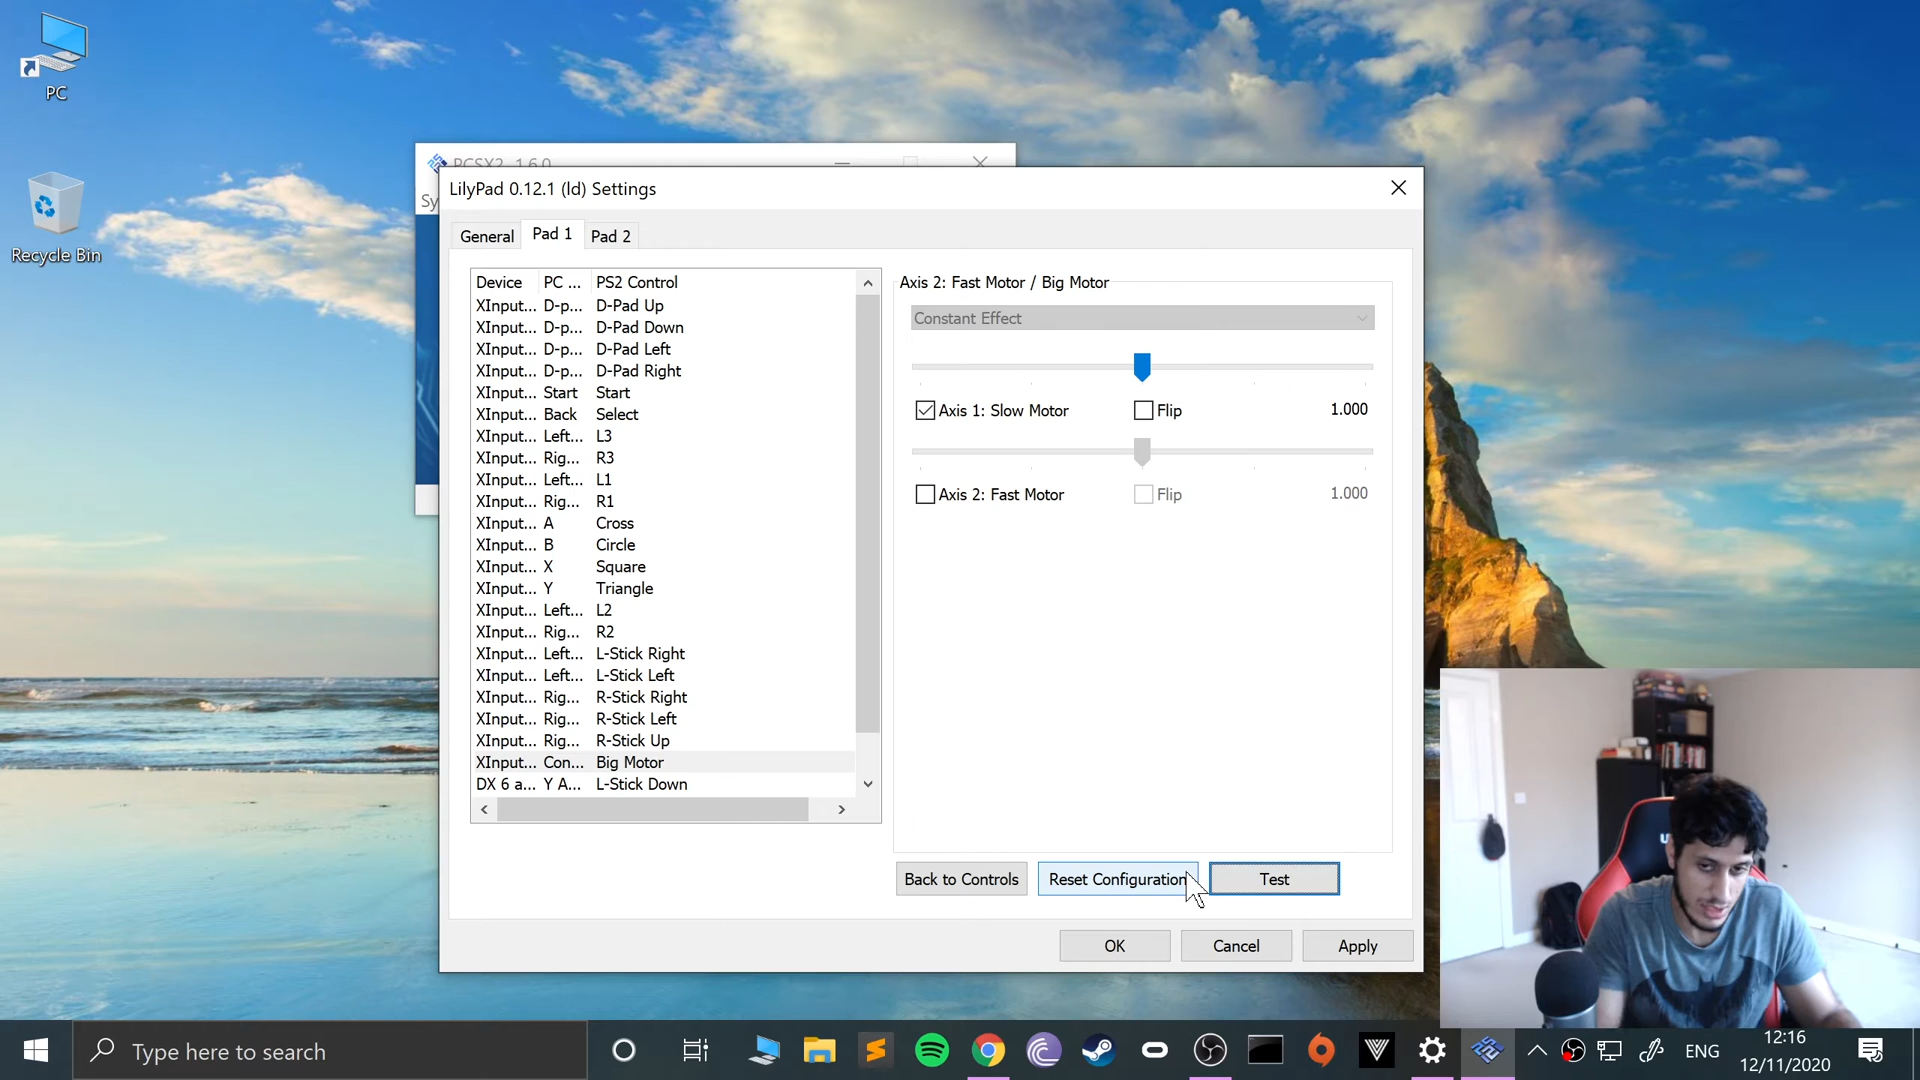 PC
Recycle Bin
PCSX2 1.6.0
Sy
LilyPad 0.12.1 (ld) Settings
General
Pad 1
Pad 2
Device PC ... PS2 Control
XInput... D-p... D-Pad Up
XInput... D-p... D-Pad Down
XInput... D-p... D-Pad Left
XInput... D-p... D-Pad Right
XInput... Start Start
XInput... Back Select
XInput... Left... L3
XInput... Rig... R3
XInput... Left... L1
XInput... Rig... R1
XInput... A Cross
XInput... B Circle
XInput... X Square
XInput... Y Triangle
XInput... Left... L2
XInput... Rig... R2
XInput... Left... L-Stick Right
XInput... Left... L-Stick Left
XInput... Rig... R-Stick Right
XInput... Rig... R-Stick Left
XInput... Rig... R-Stick Up
XInput... Con... Big Motor
DX 6 a... Y A... L-Stick Down
Axis 2: Fast Motor / Big Motor
Constant Effect
Axis 1: Slow Motor Flip 1.000
Axis 2: Fast Motor Flip 1.000
Back to Controls
Reset Configuration
Test
OK
Cancel
Apply
Type here to search
ENG
12:16
12/11/2020